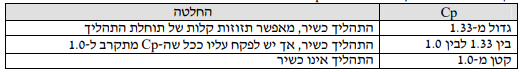 Cp החלטה
גדול מ-1.33 התהליך כשיר, מאפשר תזוזות קלות של תוחלת התהליך
בין 1.33 לבין 1.0 התהליך כשיר, אך יש לפקח עליו ככל שה-Cp מתקרב ל-1.0
קטן מ-1.0 התהליך אינו כשיר